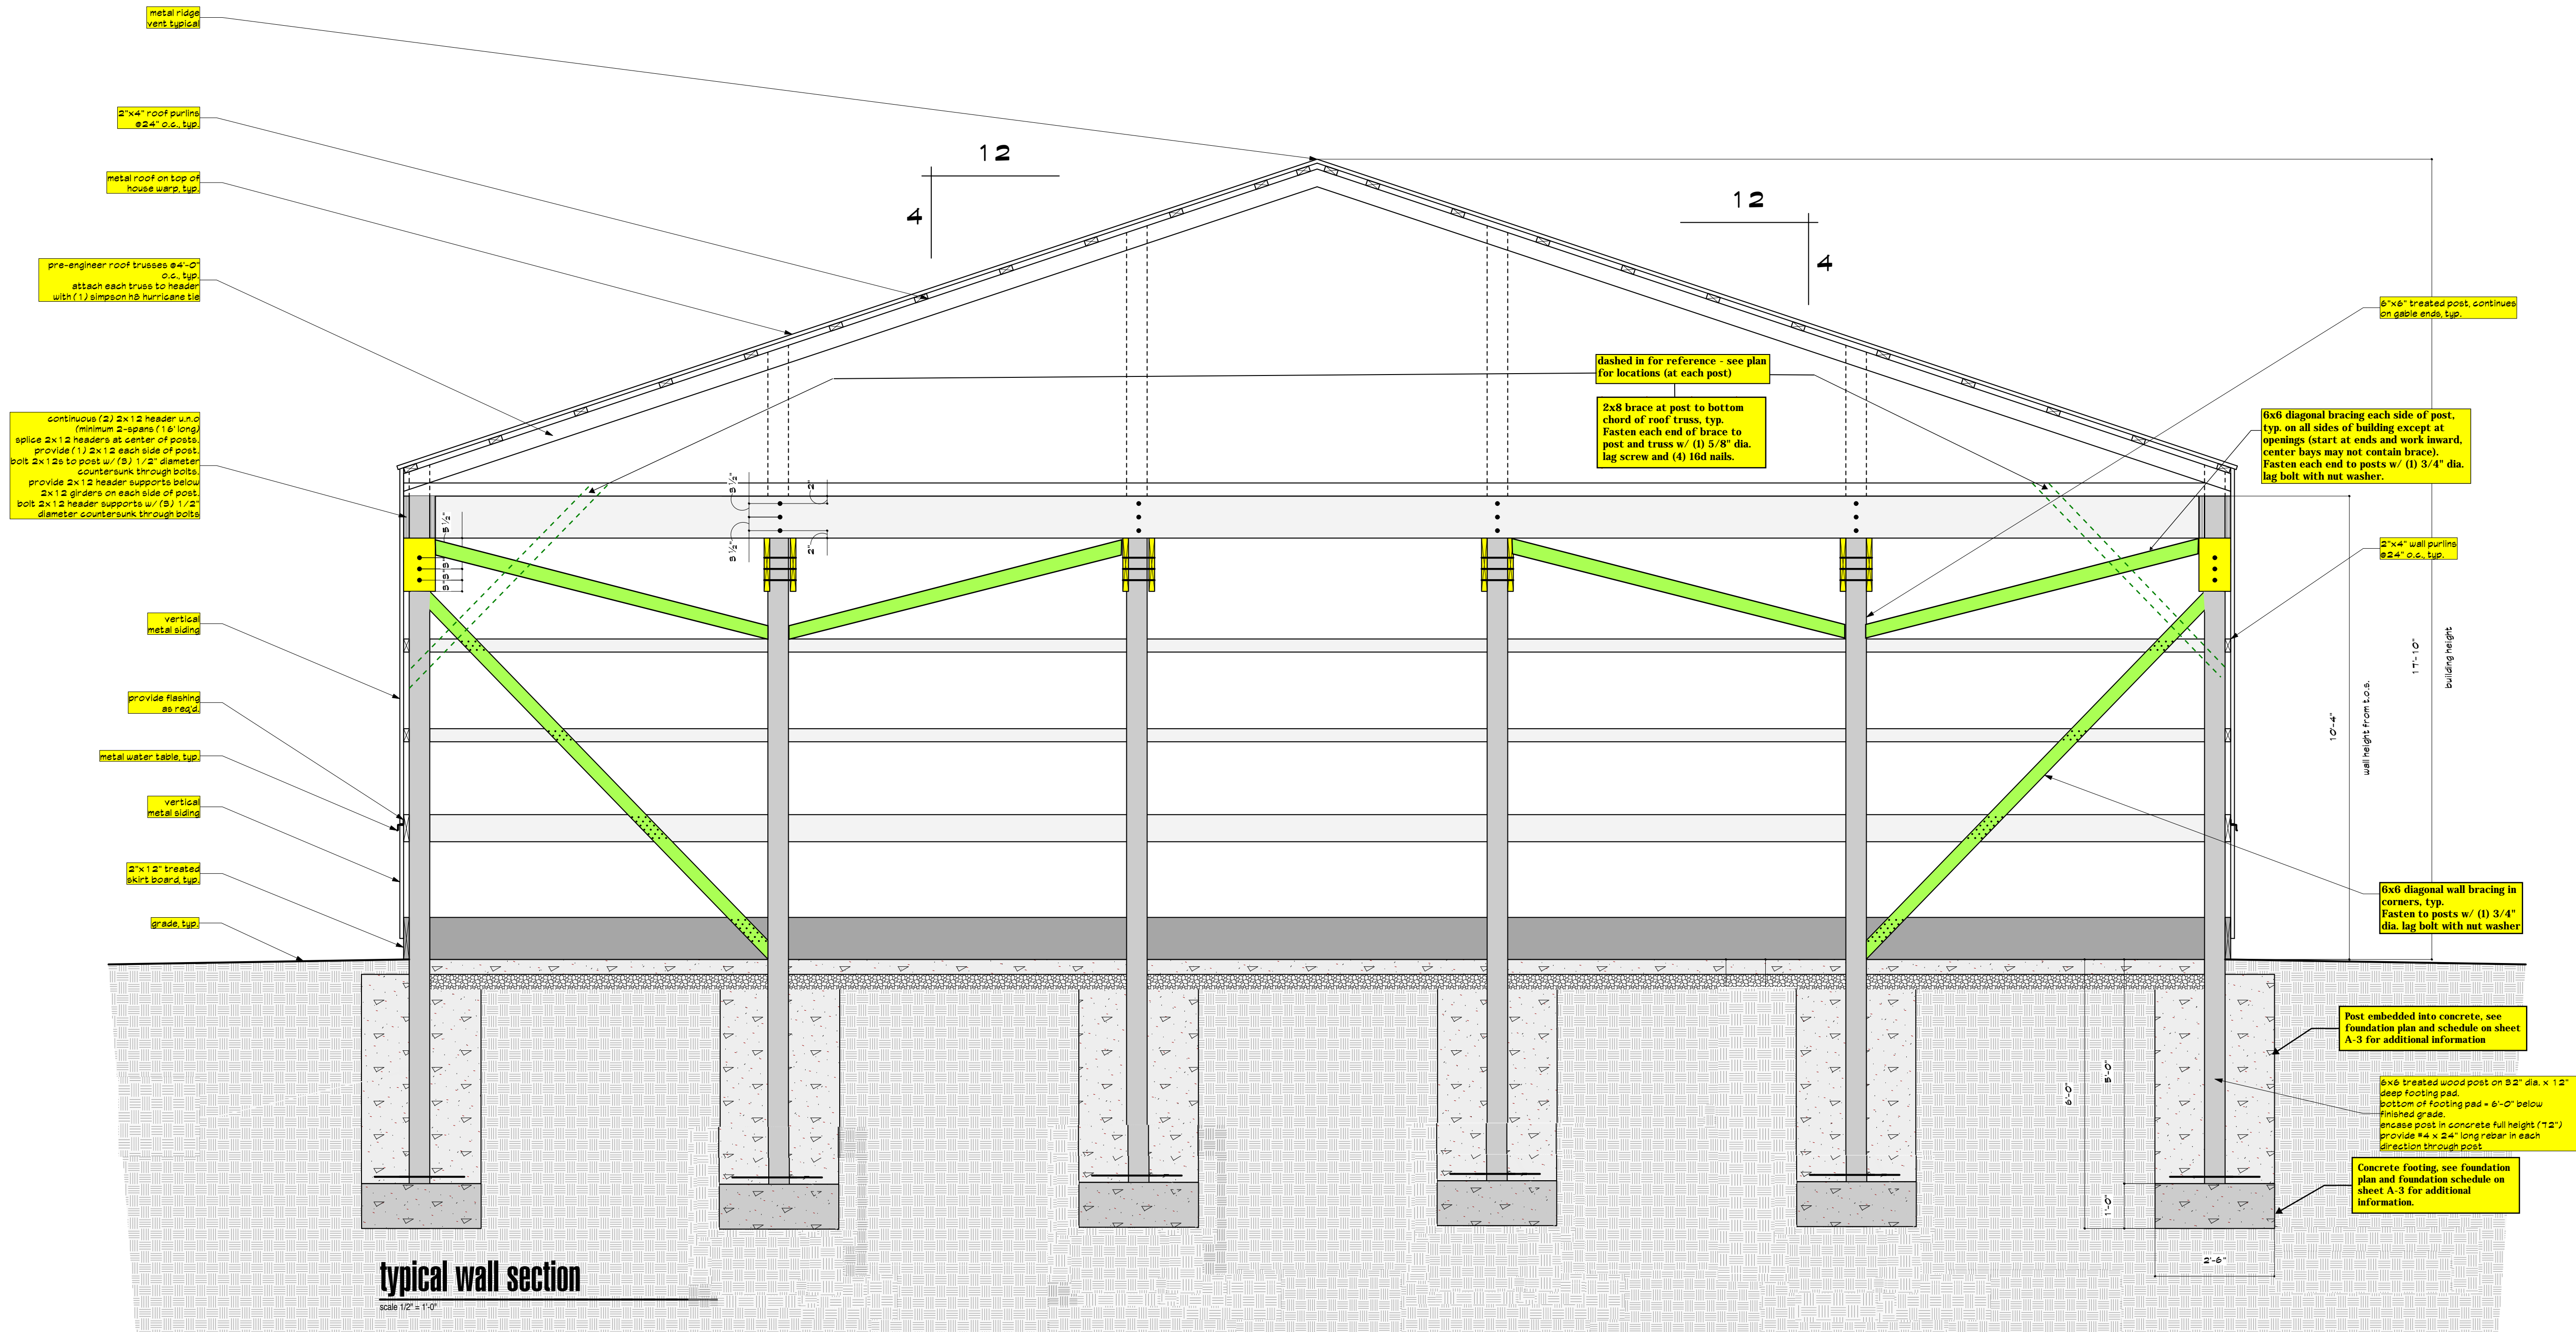 metal ridge
vent typical
2"x4" roof purlins
@24" o.c., typ.
metal roof on top of
house warp, typ.
pre-engineer roof trusses @4'-0"
o.c., typ.
attach each truss to header
with (1) simpson h8 hurricane tie
continuous (2) 2x12 header u.n.o
(minimum 2-spans (16' long)
splice 2x12 headers at center of posts.
provide (1) 2x12 each side of post.
bolt 2x12s to post w/ (3) 1/2" diameter
countersunk through bolts.
provide 2x12 header supports below
2x12 girders on each side of post.
bolt 2x12 header supports w/ (3) 1/2"
diameter countersunk through bolts
vertical
metal siding
provide flashing
as req'd.
metal water table, typ.
vertical
metal siding
2"x12" treated
skirt board, typ.
grade, typ.
12
4
12
4
3 1/2"
2"
3 1/2"
2"
5 1/2"
3"
3"
dashed in for reference - see plan
for locations (at each post)
2x8 brace at post to bottom
chord of roof truss, typ.
Fasten each end of brace to
post and truss w/ (1) 5/8" dia.
lag screw and (4) 16d nails.
6"x6" treated post, continues
on gable ends, typ.
6x6 diagonal bracing each side of post,
typ. on all sides of building except at
openings (start at ends and work inward,
center bays may not contain brace).
Fasten each end to posts w/ (1) 3/4" dia.
lag bolt with nut washer.
2"x4" wall purlins
@24" o.c., typ.
17'-10"
building height
10'-4"
wall height from t.o.s.
6x6 diagonal wall bracing in
corners, typ.
Fasten to posts w/ (1) 3/4"
dia. lag bolt with nut washer
Post embedded into concrete, see
foundation plan and schedule on sheet
A-3 for additional information
6x6 treated wood post on 32" dia. x 12"
deep footing pad.
bottom of footing pad = 6'-0" below
finished grade.
encase post in concrete full height (72")
provide #4 x 24" long rebar in each
direction through post
Concrete footing, see foundation
plan and foundation schedule on
sheet A-3 for additional
information.
6'-0"
5'-0"
1'-0"
2'-6"
typical wall section
scale 1/2" = 1'-0"